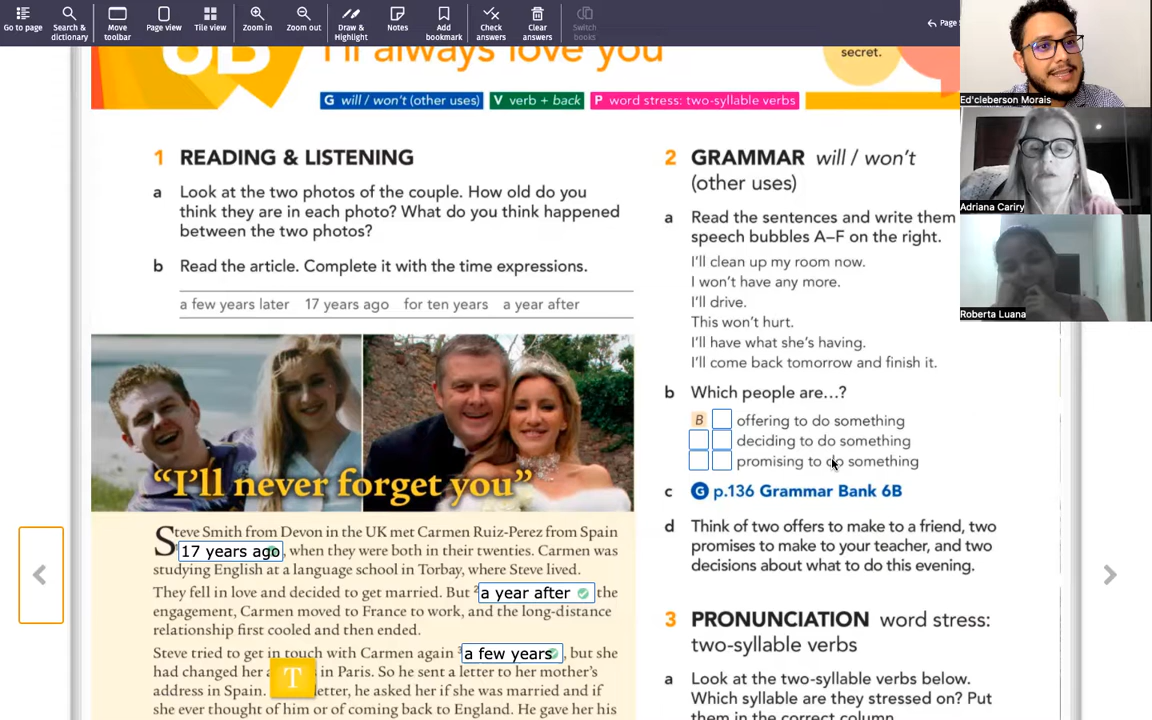 Go to page
Search & dictionary
Move toolbar
Page view
Tile view
Zoom in
Zoom out
Draw & Highlight
Notes
Add bookmark
Check answers
Clear answers
Switch books
Page
6B
I'll always love you
secret.
G will / won't (other uses)
V verb + back
P word stress: two-syllable verbs
1 READING & LISTENING
a Look at the two photos of the couple. How old do you
think they are in each photo? What do you think happened
between the two photos?
b Read the article. Complete it with the time expressions.
a few years later 17 years ago for ten years a year after
"I'll never forget you"
Steve Smith from Devon in the UK met Carmen Ruiz-Perez from Spain
17 years ago, when they were both in their twenties. Carmen was
studying English at a language school in Torbay, where Steve lived.
They fell in love and decided to get married. But 2 a year after the
engagement, Carmen moved to France to work, and the long-distance
relationship first cooled and then ended.
Steve tried to get in touch with Carmen again 3 a few years, but she
had changed her a T in Paris. So he sent a letter to her mother's
address in Spain. letter, he asked her if she was married and if
she ever thought of him or of coming back to England. He gave her his
2 GRAMMAR will / won't
(other uses)
a Read the sentences and write them
speech bubbles A–F on the right.
I'll clean up my room now.
I won't have any more.
I'll drive.
This won't hurt.
I'll have what she's having.
I'll come back tomorrow and finish it.
b Which people are…?
B offering to do something
deciding to do something
promising to do something
c G p.136 Grammar Bank 6B
d Think of two offers to make to a friend, two
promises to make to your teacher, and two
decisions about what to do this evening.
3 PRONUNCIATION word stress:
two-syllable verbs
a Look at the two-syllable verbs below.
Which syllable are they stressed on? Put
them in the correct column.
Ed'cleberson Morais
Adriana Cariry
Roberta Luana